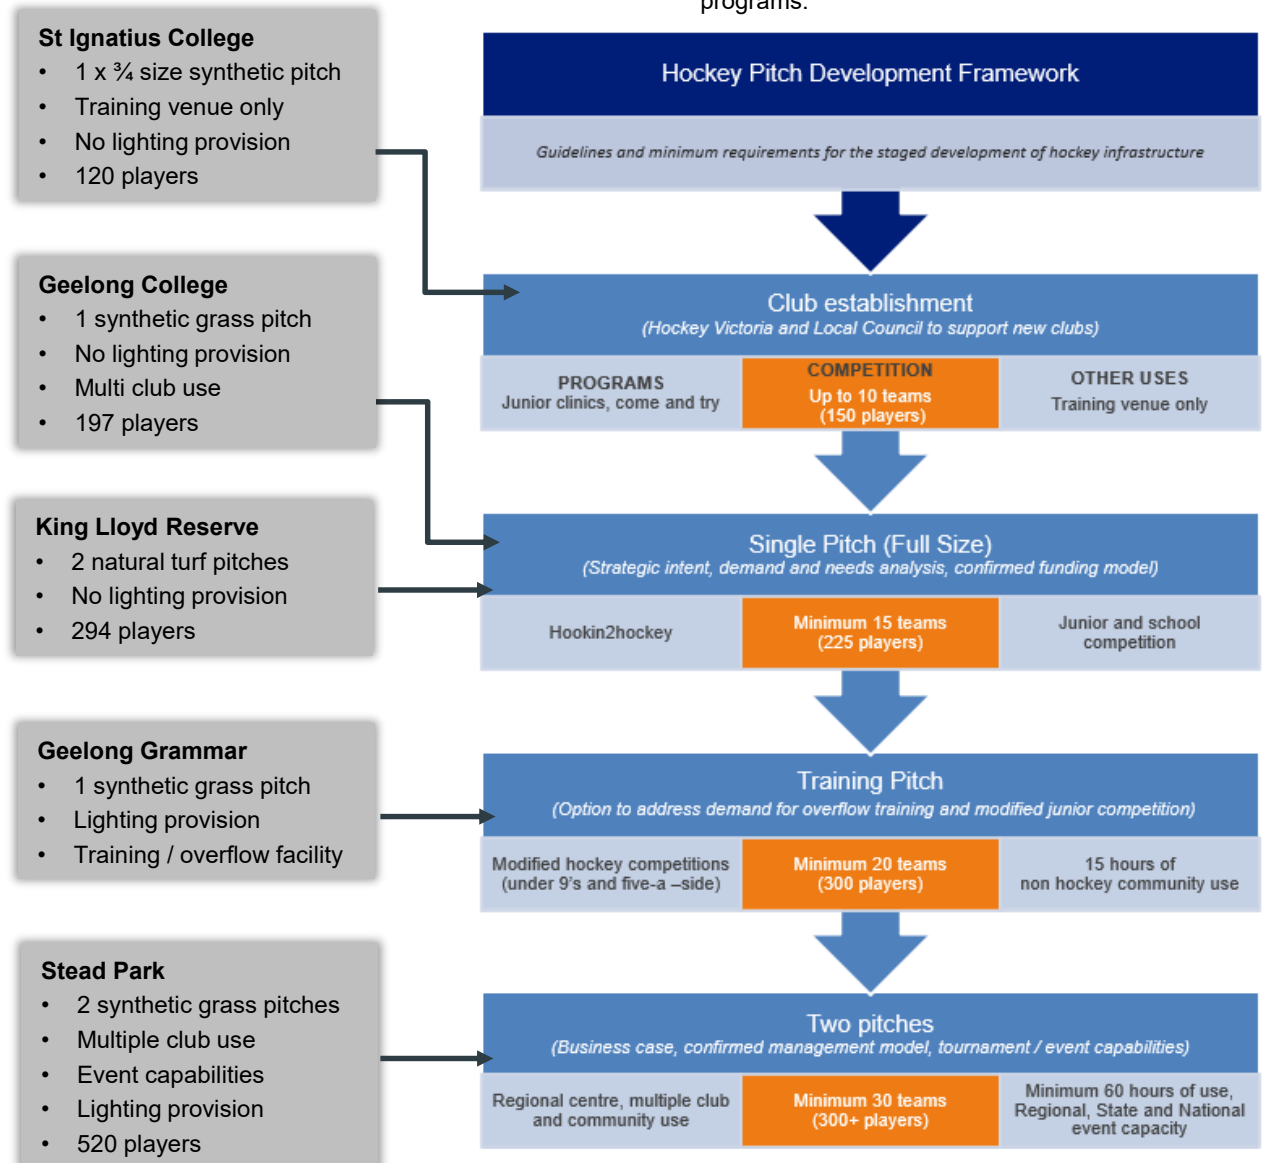 programs.
St Ignatius College
• 1 x ¾ size synthetic pitch
• Training venue only
• No lighting provision
• 120 players
Geelong College
• 1 synthetic grass pitch
• No lighting provision
• Multi club use
• 197 players
King Lloyd Reserve
• 2 natural turf pitches
• No lighting provision
• 294 players
Geelong Grammar
• 1 synthetic grass pitch
• Lighting provision
• Training / overflow facility
Stead Park
• 2 synthetic grass pitches
• Multiple club use
• Event capabilities
• Lighting provision
• 520 players
Hockey Pitch Development Framework
Guidelines and minimum requirements for the staged development of hockey infrastructure
Club establishment
(Hockey Victoria and Local Council to support new clubs)
PROGRAMS
Junior clinics, come and try
COMPETITION
Up to 10 teams
(150 players)
OTHER USES
Training venue only
Single Pitch (Full Size)
(Strategic intent, demand and needs analysis, confirmed funding model)
Hookin2hockey
Minimum 15 teams
(225 players)
Junior and school
competition
Training Pitch
(Option to address demand for overflow training and modified junior competition)
Modified hockey competitions
(under 9's and five-a –side)
Minimum 20 teams
(300 players)
15 hours of
non hockey community use
Two pitches
(Business case, confirmed management model, tournament / event capabilities)
Regional centre, multiple club
and community use
Minimum 30 teams
(300+ players)
Minimum 60 hours of use,
Regional, State and National
event capacity